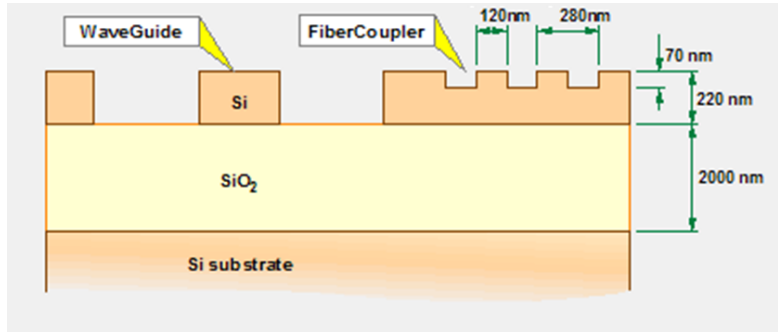 WaveGuide
FiberCoupler
120nm
280nm
70 nm
Si
220 nm
SiO2
2000 nm
Si substrate